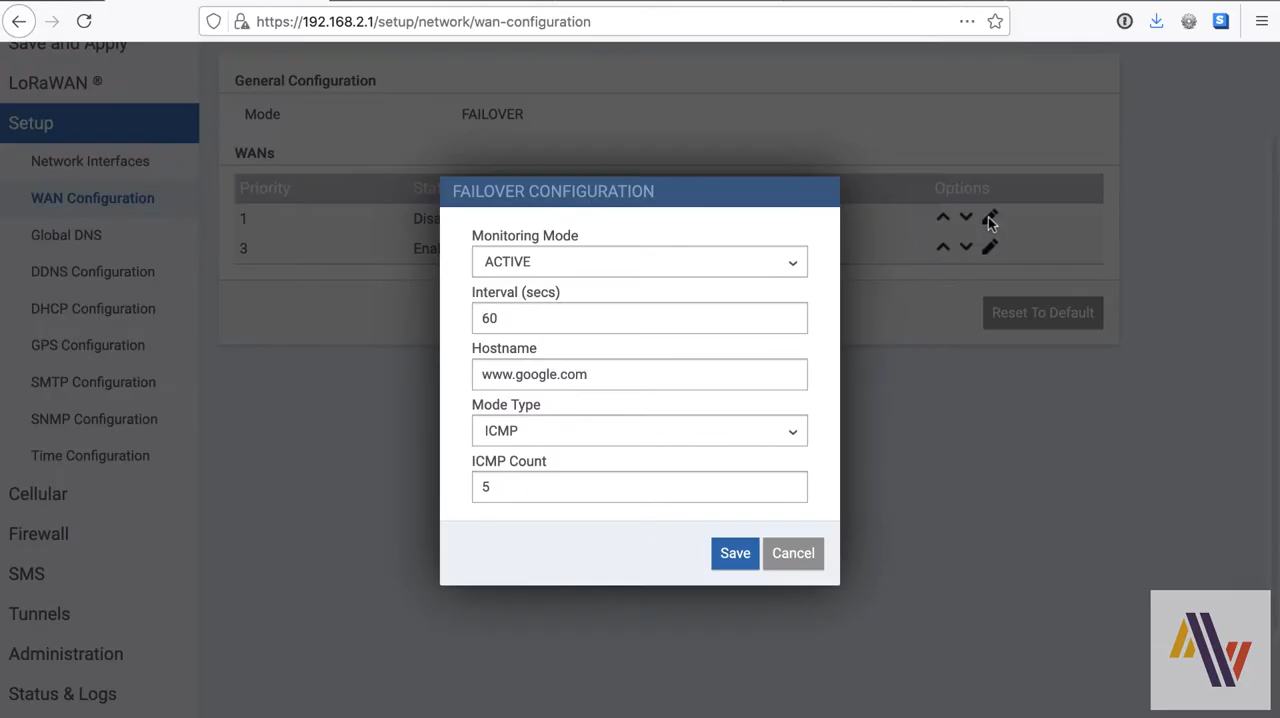 https://192.168.2.1/setup/network/wan-configuration
Save and Apply
LoRaWAN ®
Setup
Network Interfaces
WAN Configuration
Global DNS
DDNS Configuration
DHCP Configuration
GPS Configuration
SMTP Configuration
SNMP Configuration
Time Configuration
Cellular
Firewall
SMS
Tunnels
Administration
Status & Logs
General Configuration
Mode FAILOVER
WANs
Priority Options
1
3
Reset To Default
FAILOVER CONFIGURATION
Monitoring Mode
ACTIVE
Interval (secs)
60
Hostname
www.google.com
Mode Type
ICMP
ICMP Count
5
Save Cancel